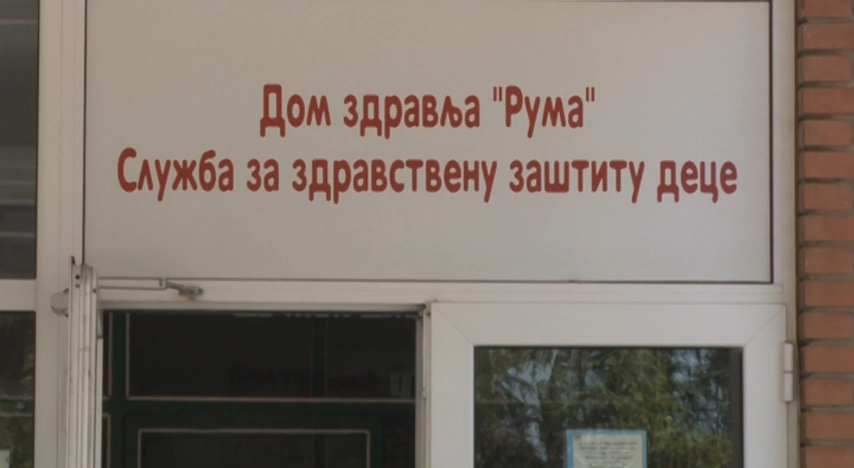 Дом здравља "Рума"
Служба за здравствену заштиту деце